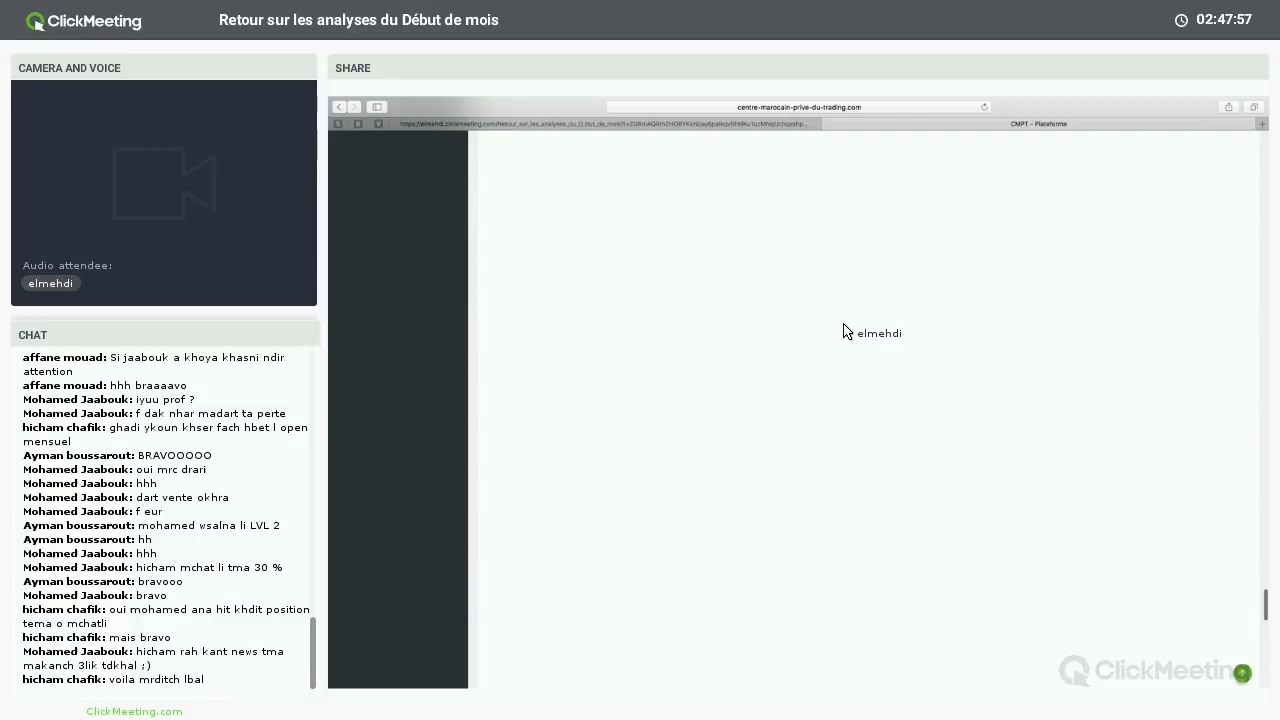 ClickMeeting
Retour sur les analyses du Début de mois
02:47:57
CAMERA AND VOICE
SHARE
centre-marocain-prive-du-trading.com
CMPT - Plateforme
Audio attendee:
elmehdi
elmehdi
CHAT
affane mouad: Si jaabouk a khoya khasni ndir
attention
affane mouad: hhh braaaavo
Mohamed Jaabouk: iyuu prof ?
Mohamed Jaabouk: f dak nhar madart ta perte
hicham chafik: ghadi ykoun khser fach hbet l open
mensuel
Ayman boussarout: BRAVOOOOO
Mohamed Jaabouk: oui mrc drari
Mohamed Jaabouk: hhh
Mohamed Jaabouk: dart vente okhra
Mohamed Jaabouk: f eur
Ayman boussarout: mohamed wsalna li LVL 2
Ayman boussarout: hh
Mohamed Jaabouk: hhh
Mohamed Jaabouk: hicham mchat li tma 30 %
Ayman boussarout: bravooo
Mohamed Jaabouk: bravo
hicham chafik: oui mohamed ana hit khdit position
tema o mchatli
hicham chafik: mais bravo
Mohamed Jaabouk: hicham rah kant news tma
makanch 3lik tdkhal ;)
hicham chafik: voila mrditch lbal
ClickMeeting.com
ClickMeetin